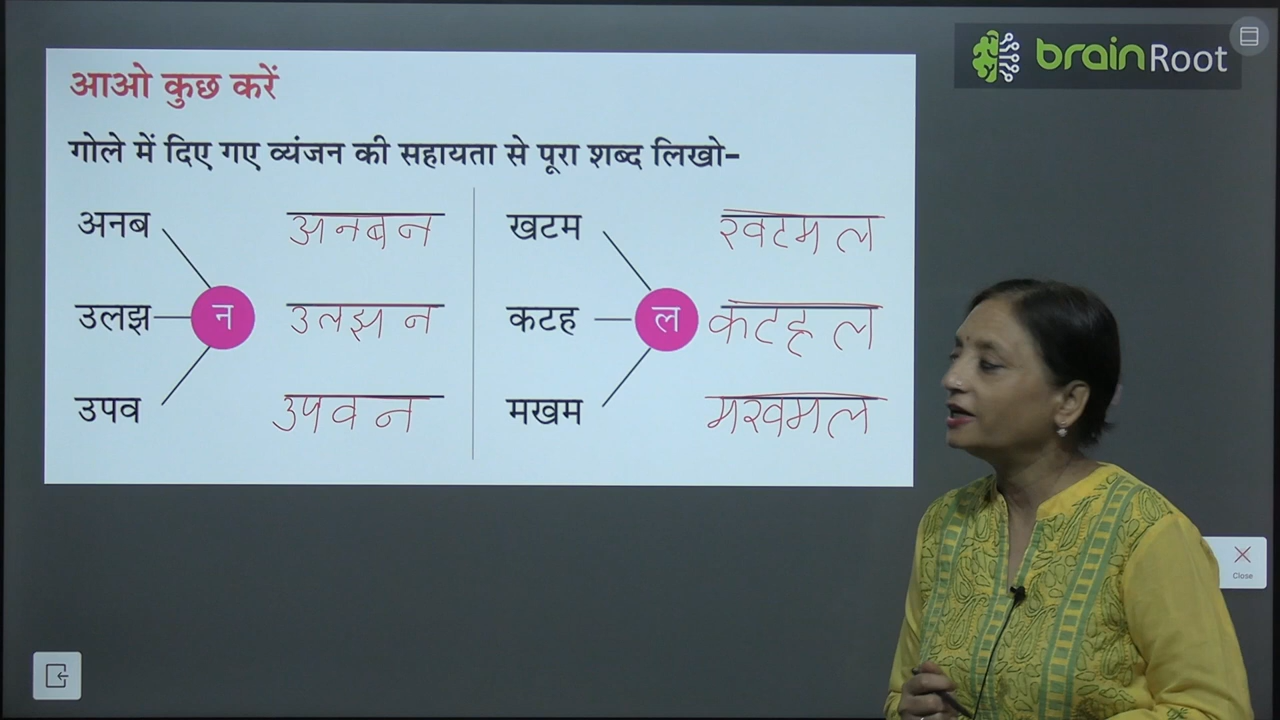 brainRoot
आओ कुछ करें
गोले में दिए गए व्यंजन की सहायता से पूरा शब्द लिखो–
अनब
उलझ
उपव
न
अनबन
उलझन
उपवन
खटम
कटह
मखम
ल
खटमल
कटहल
मखमल
Close